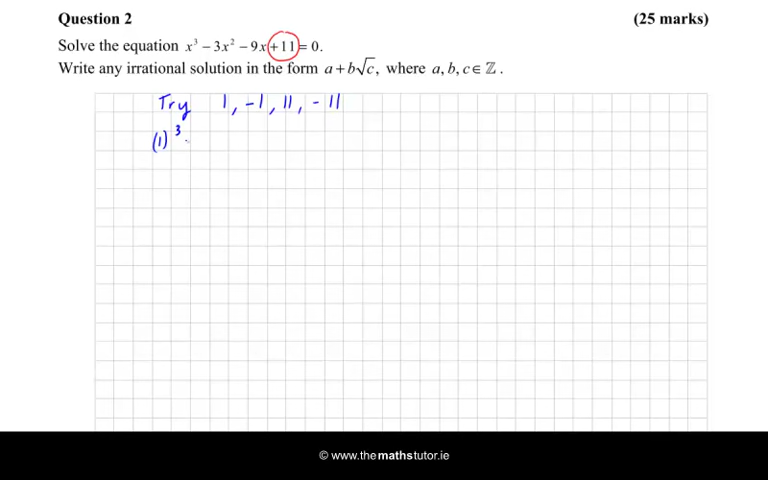 Question 2 (25 marks)
Solve the equation x³ − 3x² − 9x + 11 = 0.
Write any irrational solution in the form a + b√c, where a, b, c ∈ ℤ.
Try 1, -1, 11, -11
(1)³
© www.themathstutor.ie